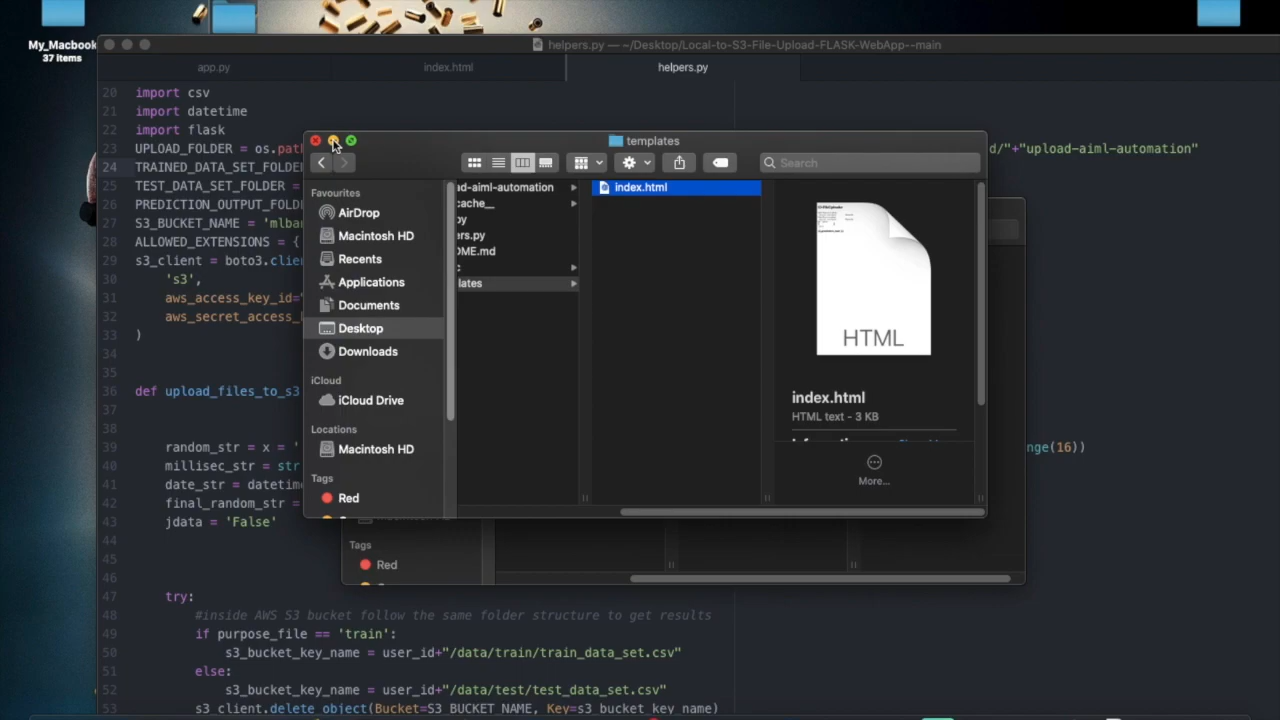 My_Macbook
37 items
helpers.py — ~/Desktop/Local-to-S3-File-Upload-FLASK-WebApp--main
app.py
index.html
helpers.py
20 import csv
21 import datetime
22 import flask
23 UPLOAD_FOLDER = os.path
d/"+"upload-aiml-automation"
24 TRAINED_DATA_SET_FOLDE
25 TEST_DATA_SET_FOLDER =
26 PREDICTION_OUTPUT_FOLD
27 S3_BUCKET_NAME = 'mlba
28 ALLOWED_EXTENSIONS = {
29 s3_client = boto3.clie
30 's3',
31 aws_access_key_id="
32 aws_secret_access_k
33 )
34
35
36 def upload_files_to_s3
37
38
39 random_str = x = '
nge(16))
40 millisec_str = str
41 date_str = datetime
42 final_random_str =
43 jdata = 'False'
44
45
46
47 try:
48 #inside AWS S3 bucket follow the same folder structure to get results
49 if purpose_file == 'train':
50 s3_bucket_key_name = user_id+"/data/train/train_data_set.csv"
51 else:
52 s3_bucket_key_name = user_id+"/data/test/test_data_set.csv"
53 s3_client.delete_object(Bucket=S3_BUCKET_NAME, Key=s3_bucket_key_name)
templates
Search
Favourites
AirDrop
Macintosh HD
Recents
Applications
Documents
Desktop
Downloads
iCloud
iCloud Drive
Locations
Macintosh HD
Tags
Red
ad-aiml-automation
cache__
py
ers.py
OME.md
lates
index.html
HTML
index.html
HTML text - 3 KB
More...
Tags
Red